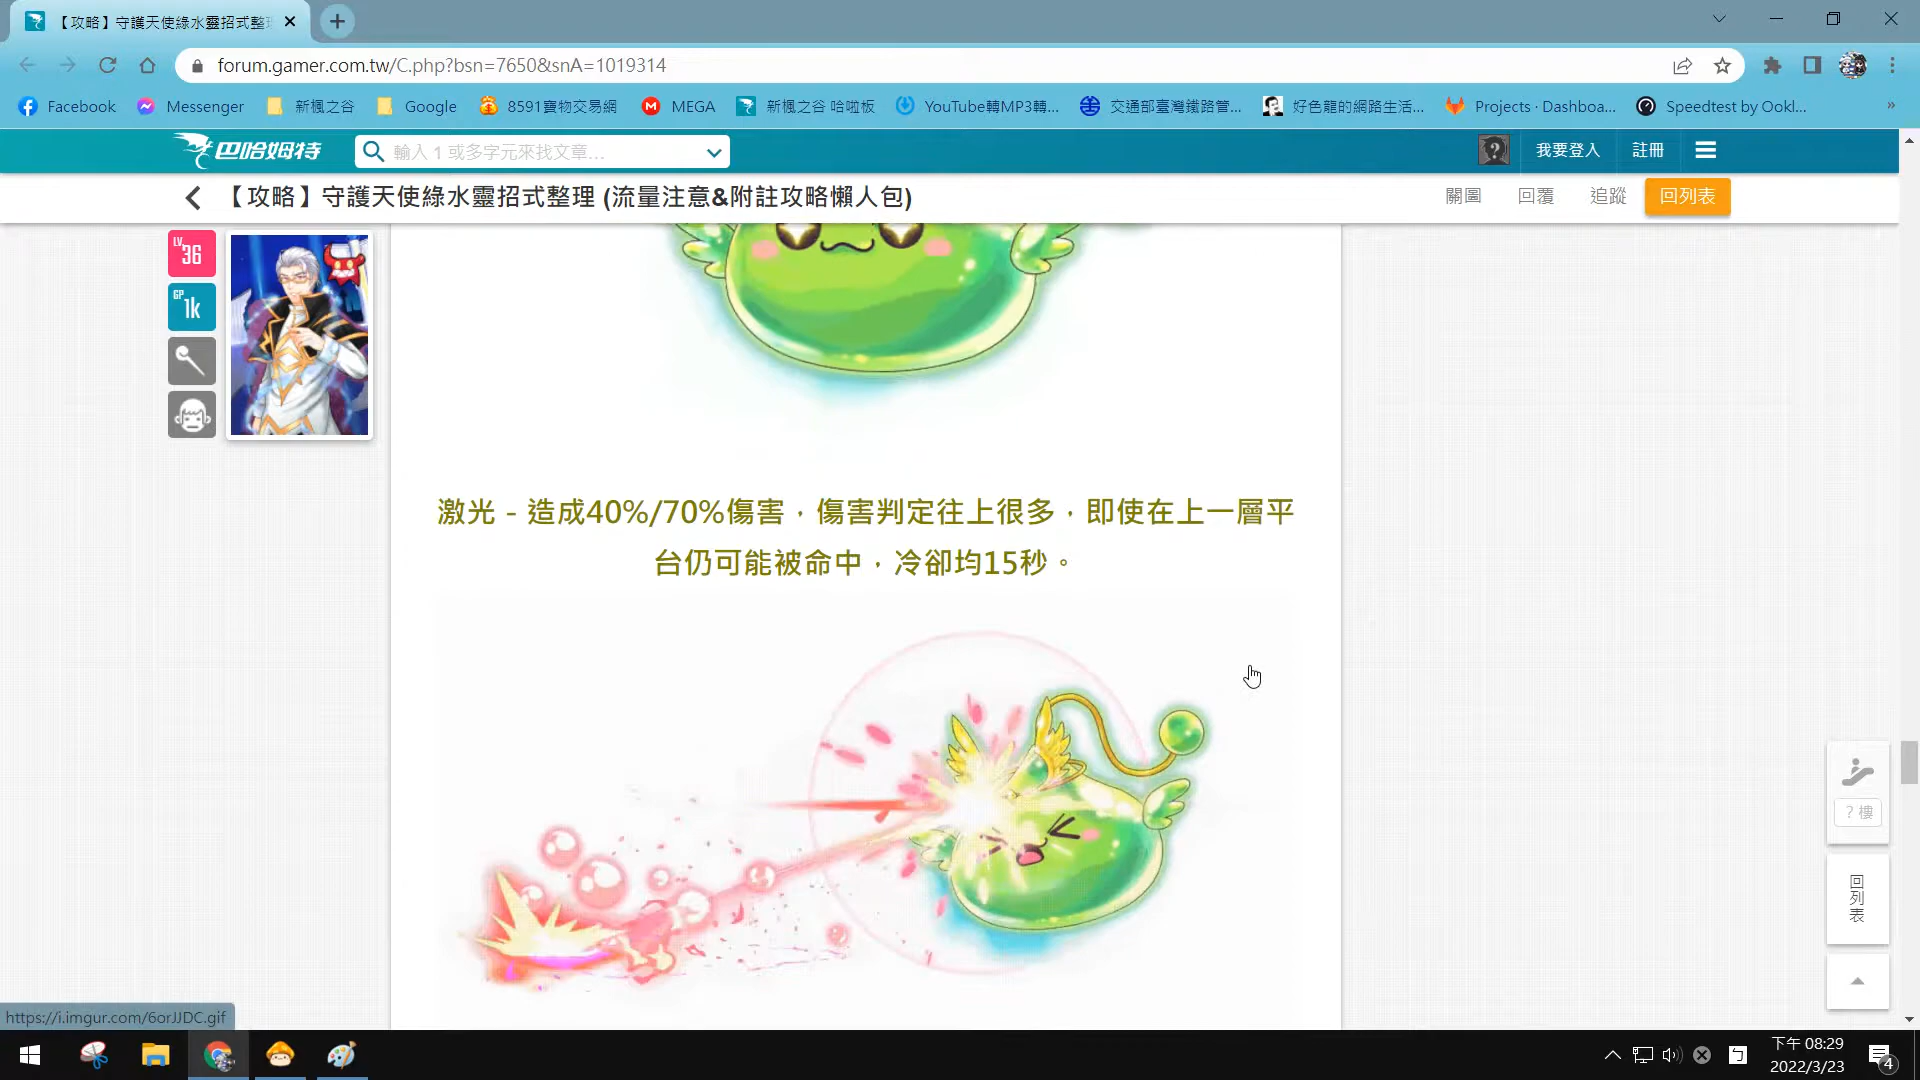 【攻略】守護天使綠水靈招式整理
forum.gamer.com.tw/C.php?bsn=7650&snA=1019314
Facebook
Messenger
新楓之谷
Google
8591寶物交易網
MEGA
新楓之谷 哈啦板
YouTube轉MP3轉...
交通部臺灣鐵路管...
好色龍的網路生活...
Projects · Dashboa...
Speedtest by Ookl...
»
巴哈姆特
輸入 1 或多字元來找文章...
我要登入
註冊
【攻略】守護天使綠水靈招式整理 (流量注意&附註攻略懶人包)
開圖
回覆
追蹤
回列表
LV
36
GP
1k
激光 - 造成40%/70%傷害，傷害判定往上很多，即使在上一層平
台仍可能被命中，冷卻均15秒。
? 樓
回列表
https://i.imgur.com/6orJJDC.gif
下午 08:29
2022/3/23
4